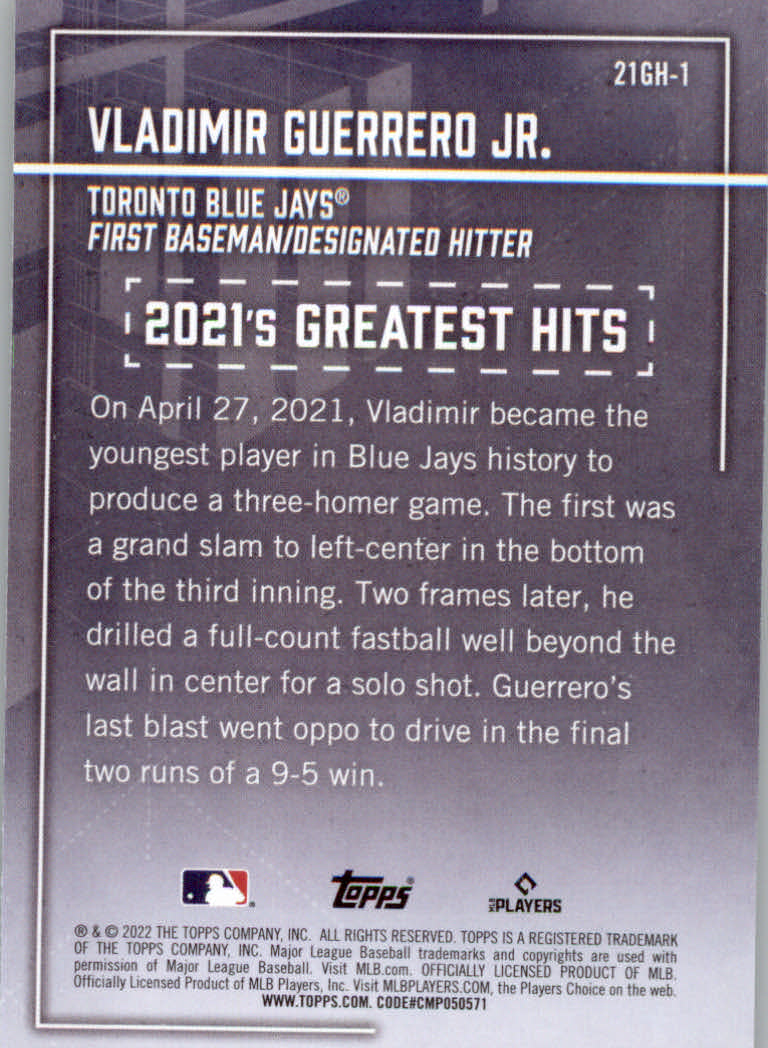 21GH-1
VLADIMIR GUERRERO JR.
TORONTO BLUE JAYS®
FIRST BASEMAN/DESIGNATED HITTER
2021's GREATEST HITS
On April 27, 2021, Vladimir became the
youngest player in Blue Jays history to
produce a three-homer game. The first was
a grand slam to left-center in the bottom
of the third inning. Two frames later, he
drilled a full-count fastball well beyond the
wall in center for a solo shot. Guerrero's
last blast went oppo to drive in the final
two runs of a 9-5 win.
Topps® MLB PLAYERS
® & © 2022 THE TOPPS COMPANY, INC. ALL RIGHTS RESERVED. TOPPS IS A REGISTERED TRADEMARK
OF THE TOPPS COMPANY, INC. Major League Baseball trademarks and copyrights are used with
permission of Major League Baseball. Visit MLB.com. OFFICIALLY LICENSED PRODUCT OF MLB.
Officially Licensed Product of MLB Players, Inc. Visit MLBPLAYERS.COM, the Players Choice on the web.
WWW.TOPPS.COM. CODE#CMP050571